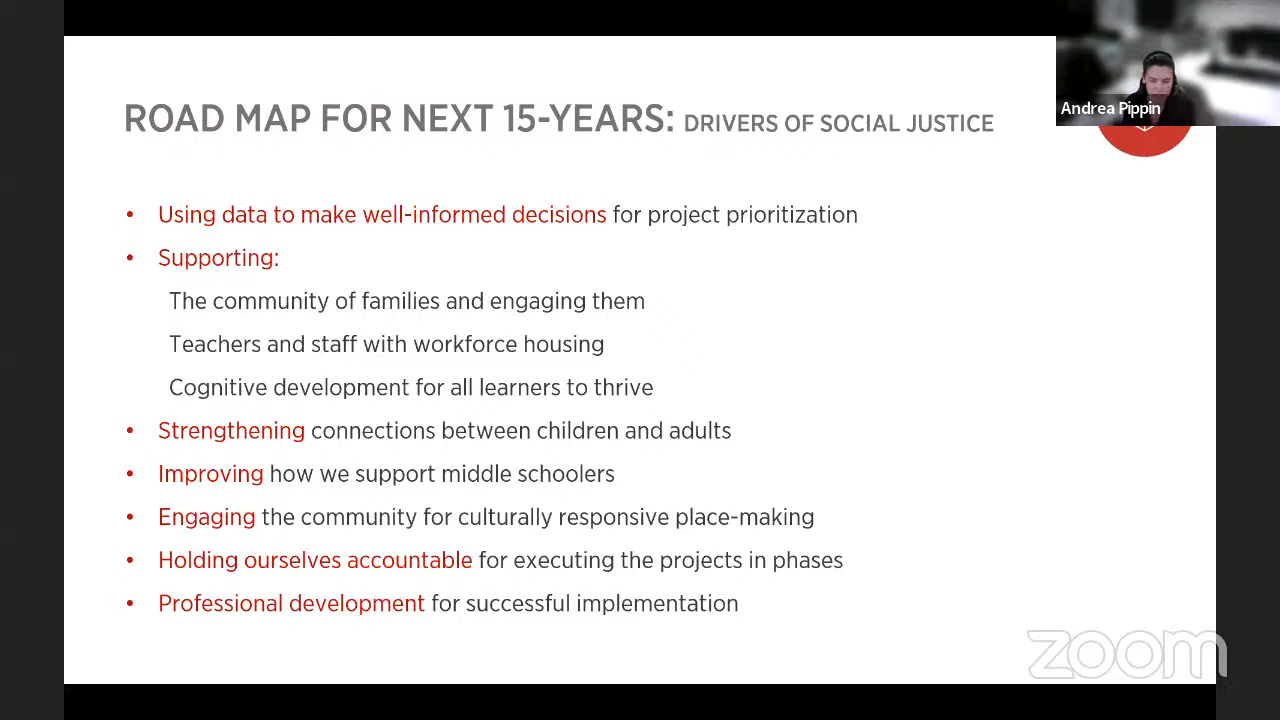 Andrea Pippin
ROAD MAP FOR NEXT 15-YEARS: DRIVERS OF SOCIAL JUSTICE
• Using data to make well-informed decisions for project prioritization
• Supporting:
The community of families and engaging them
Teachers and staff with workforce housing
Cognitive development for all learners to thrive
• Strengthening connections between children and adults
• Improving how we support middle schoolers
• Engaging the community for culturally responsive place-making
• Holding ourselves accountable for executing the projects in phases
• Professional development for successful implementation
zoom